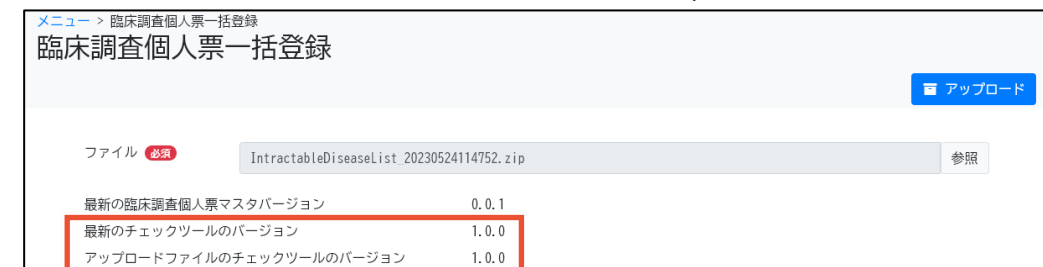 メニュー > 臨床調査個人票一括登録
臨床調査個人票一括登録
アップロード
ファイル 必須 IntractableDiseaseList_20230524114752.zip 参照
最新の臨床調査個人票マスタバージョン 0.0.1
最新のチェックツールのバージョン 1.0.0
アップロードファイルのチェックツールのバージョン 1.0.0